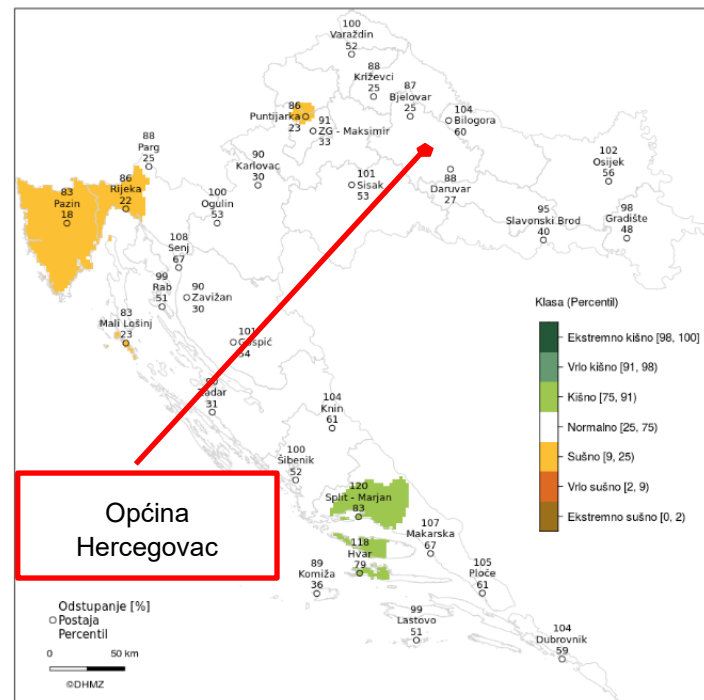 100
Varaždin
52
88
Križevci
25
87
Bjelovar
25
104
Bilogora
60
86
Puntijarka
23
91
ZG - Maksimir
33
88
Parg
25
90
Karlovac
30
101
Sisak
53
88
Daruvar
27
102
Osijek
56
83
Pazin
18
86
Rijeka
22
100
Ogulin
53
95
Slavonski Brod
40
98
Gradište
48
108
Senj
67
99
Rab
51
90
Zavižan
30
83
Mali Lošinj
23
101
Gospić
54
Zadar
31
104
Knin
61
100
Šibenik
52
120
Split - Marjan
83
107
Makarska
67
118
Hvar
79
89
Komiža
36
105
Ploče
61
99
Lastovo
51
104
Dubrovnik
59
Klasa (Percentil)
Ekstremno kišno [98, 100]
Vrlo kišno [91, 98)
Kišno [75, 91)
Normalno [25, 75)
Sušno [9, 25)
Vrlo sušno [2, 9)
Ekstremno sušno [0, 2)
Općina
Hercegovac
Odstupanje [%]
Postaja
Percentil
0 50 km
©DHMZ